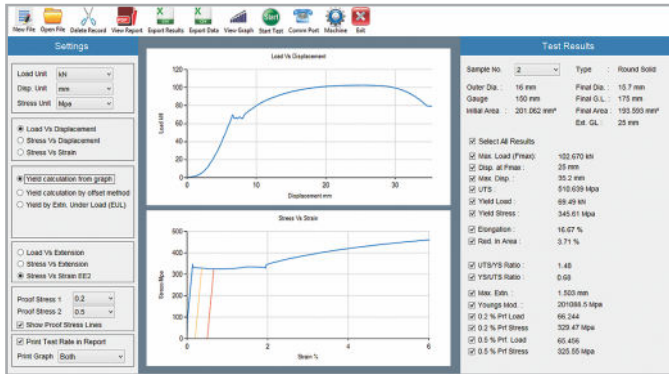 New File Open File Delete Record View Report Export Results Export Data View Graph Start Test Comm Port Machine Exit
Start
Settings
Load Unit kN
Disp. Unit mm
Stress Unit Mpa
Load Vs Displacement
Stress Vs Displacement
Stress Vs Strain
Yield calculation from graph
Yield calculation by offset method
Yield by Extn. Under Load (EUL)
Load Vs Extension
Stress Vs Extension
Stress Vs Strain EE2
Proof Stress 1 0.2
Proof Stress 2 0.5
Show Proof Stress Lines
Print Test Rate in Report
Print Graph Both
Load Vs Displacement
Load kN
120
100
80
60
40
20
0
0 10 20 30
Displacement mm
Stress Vs Strain
Stress Mpa
500
400
300
200
100
0
0 2 4 6
Strain %
Test Results
Sample No. 2 Type : Round Solid
Outer Dia. : 16 mm Final Dia. : 15.7 mm
Gauge 150 mm Final G.L. : 175 mm
Initial Area : 201.062 mm² Final Area : 193.593 mm²
Ext. GL : 25 mm
Select All Results
Max. Load (Fmax): 102.670 kN
Disp. at Fmax : 25 mm
Max. Disp. : 35.2 mm
UTS : 510.639 Mpa
Yield Load : 69.49 kN
Yield Stress : 345.61 Mpa
Elongation : 16.67 %
Red. In Area : 3.71 %
UTS/YS Ratio : 1.48
YS/UTS Ratio : 0.68
Max. Extn. : 1.503 mm
Youngs Mod. : 201088.5 Mpa
0.2 % Prf Load 66.244
0.2 % Prf Stress 329.47 Mpa
0.5 % Prf. Load 65.456
0.5 % Prf Stress 325.55 Mpa